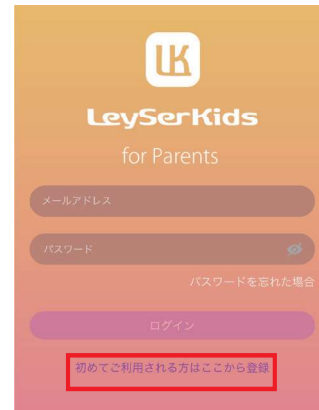 LK
LeySerKids
for Parents
メールアドレス
パスワード
パスワードを忘れた場合
ログイン
初めてご利用される方はここから登録